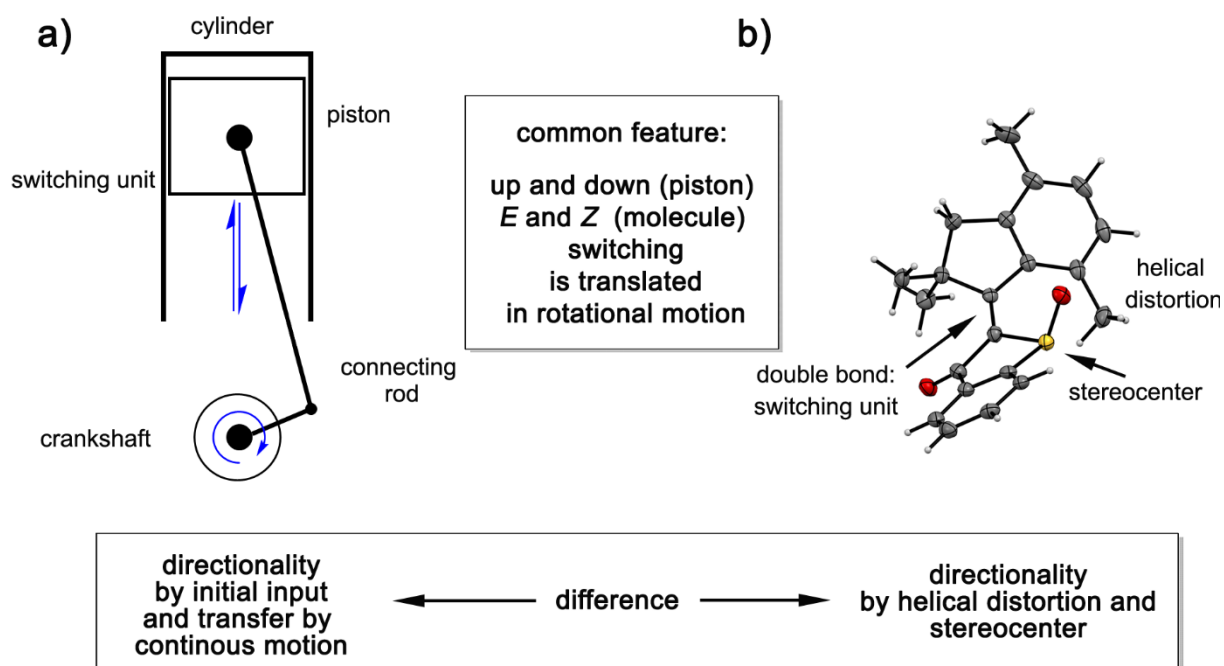 a)
cylinder
piston
switching unit
connecting
rod
crankshaft
common feature:
up and down (piston)
E and Z (molecule)
switching
is translated
in rotational motion
b)
helical
distortion
double bond:
switching unit
stereocenter
directionality
by initial input
and transfer by
continous motion
difference
directionality
by helical distortion and
stereocenter